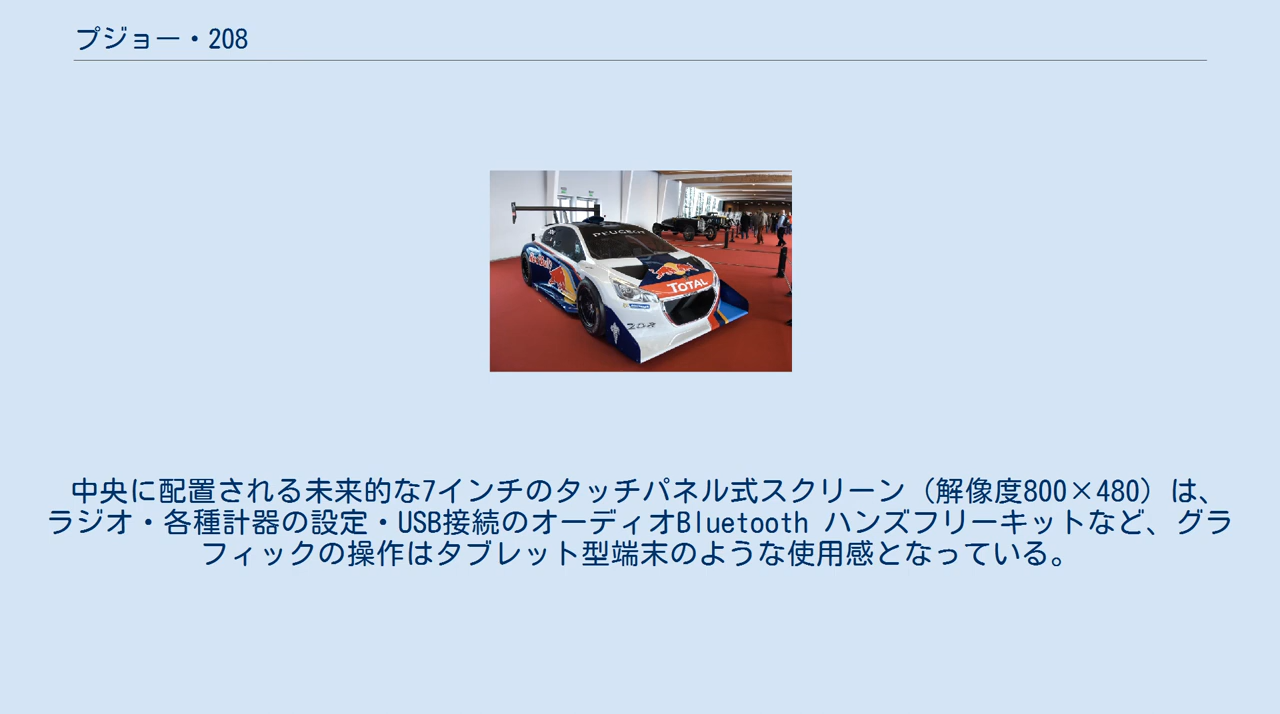 プジョー・208
PEUGEOT
Red Bull
TOTAL
208
中央に配置される未来的な7インチのタッチパネル式スクリーン（解像度800×480）は、
ラジオ・各種計器の設定・USB接続のオーディオBluetooth ハンズフリーキットなど、グラ
フィックの操作はタブレット型端末のような使用感となっている。